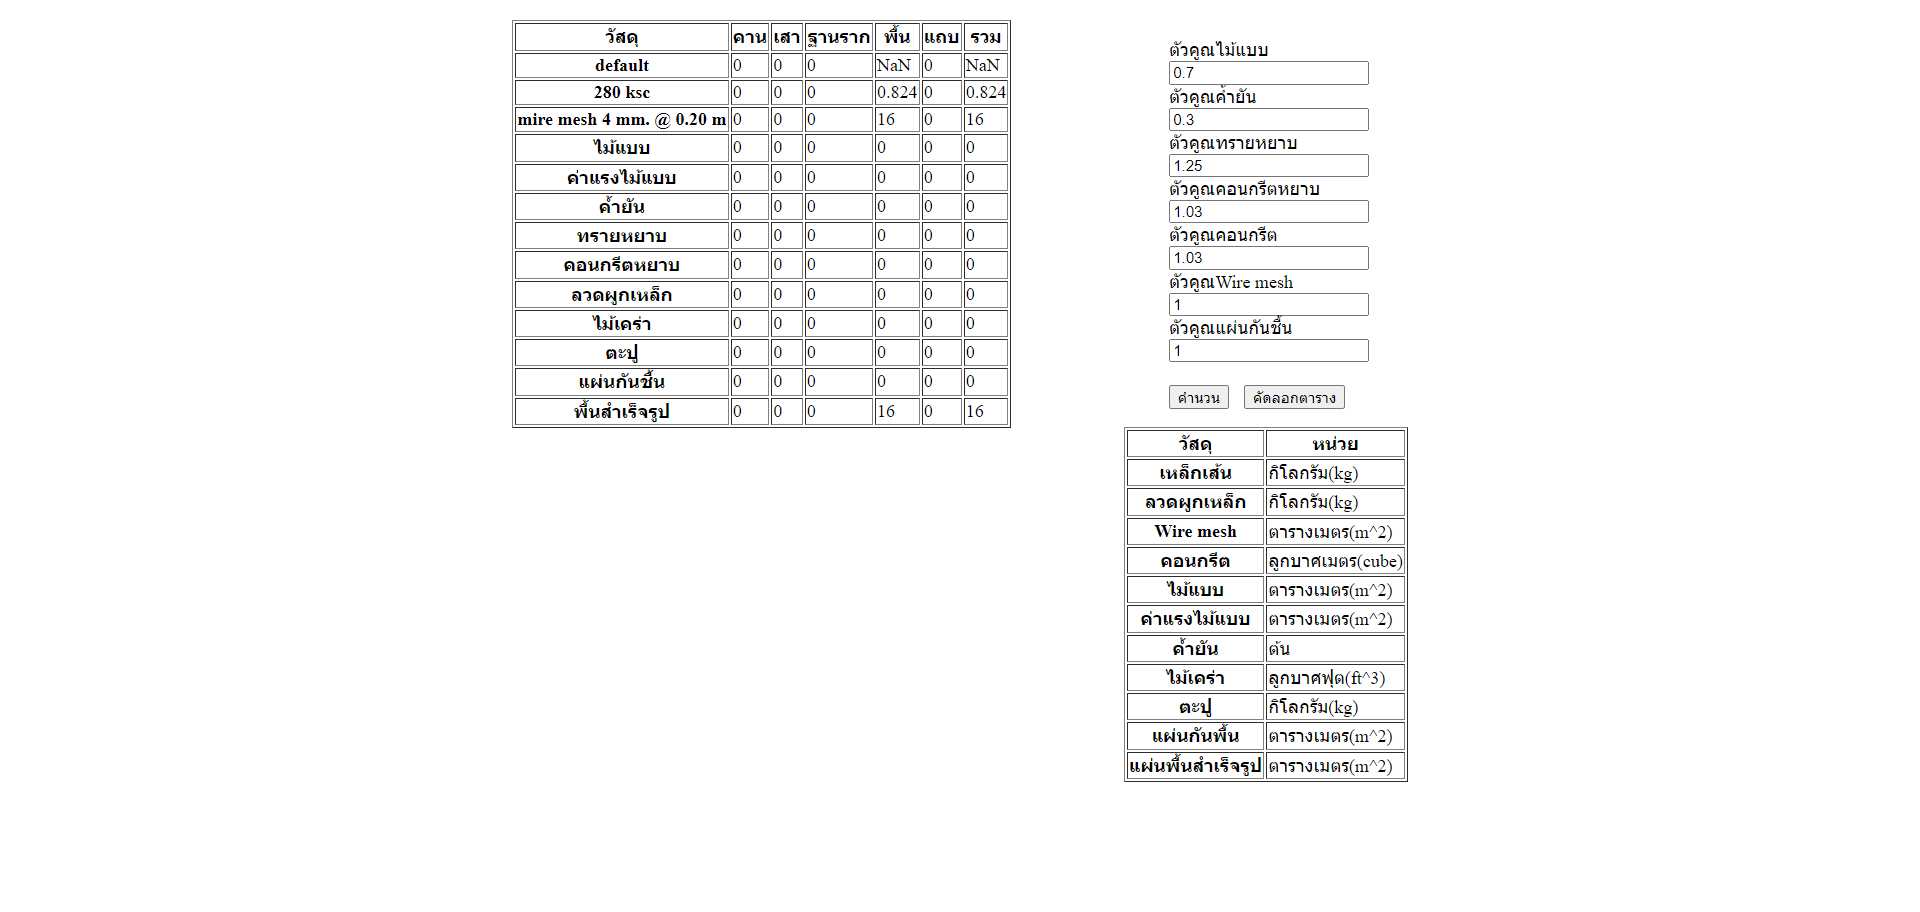 วัสดุ คาน เสา ฐานราก พื้น แถบ รวม
default 0 0 0 NaN 0 NaN
280 ksc 0 0 0 0.824 0 0.824
mire mesh 4 mm. @ 0.20 m 0 0 0 16 0 16
ไม้แบบ 0 0 0 0 0 0
ค่าแรงไม้แบบ 0 0 0 0 0 0
ค้ำยัน 0 0 0 0 0 0
ทรายหยาบ 0 0 0 0 0 0
คอนกรีตหยาบ 0 0 0 0 0 0
ลวดผูกเหล็ก 0 0 0 0 0 0
ไม้เคร่า 0 0 0 0 0 0
ตะปู 0 0 0 0 0 0
แผ่นกันชื้น 0 0 0 0 0 0
พื้นสำเร็จรูป 0 0 0 16 0 16
ตัวคูณไม้แบบ
0.7
ตัวคูณค้ำยัน
0.3
ตัวคูณทรายหยาบ
1.25
ตัวคูณคอนกรีตหยาบ
1.03
ตัวคูณคอนกรีต
1.03
ตัวคูณWire mesh
1
ตัวคูณแผ่นกันชื้น
1
คำนวน คัดลอกตาราง
วัสดุ หน่วย
เหล็กเส้น กิโลกรัม(kg)
ลวดผูกเหล็ก กิโลกรัม(kg)
Wire mesh ตารางเมตร(m^2)
คอนกรีต ลูกบาศเมตร(cube)
ไม้แบบ ตารางเมตร(m^2)
ค่าแรงไม้แบบ ตารางเมตร(m^2)
ค้ำยัน ต้น
ไม้เคร่า ลูกบาศฟุต(ft^3)
ตะปู กิโลกรัม(kg)
แผ่นกันพื้น ตารางเมตร(m^2)
แผ่นพื้นสำเร็จรูป ตารางเมตร(m^2)